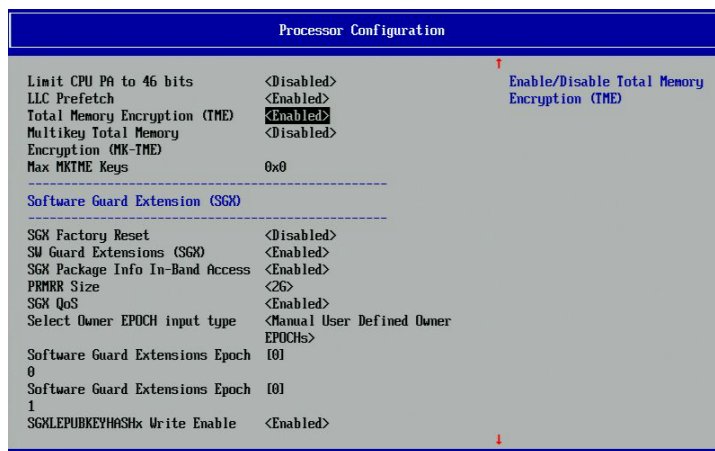 Processor Configuration
Limit CPU PA to 46 bits <Disabled>
LLC Prefetch <Enabled>
Total Memory Encryption (TME) <Enabled>
Multikey Total Memory <Disabled>
Encryption (MK-TME)
Max MKTME Keys 0x0
Software Guard Extension (SGX)
SGX Factory Reset <Disabled>
SW Guard Extensions (SGX) <Enabled>
SGX Package Info In-Band Access <Enabled>
PRMRR Size <2G>
SGX QoS <Enabled>
Select Owner EPOCH input type <Manual User Defined Owner
EPOCHs>
Software Guard Extensions Epoch [0]
0
Software Guard Extensions Epoch [0]
1
SGXLEPUBKEYHASHx Write Enable <Enabled>
Enable/Disable Total Memory
Encryption (TME)